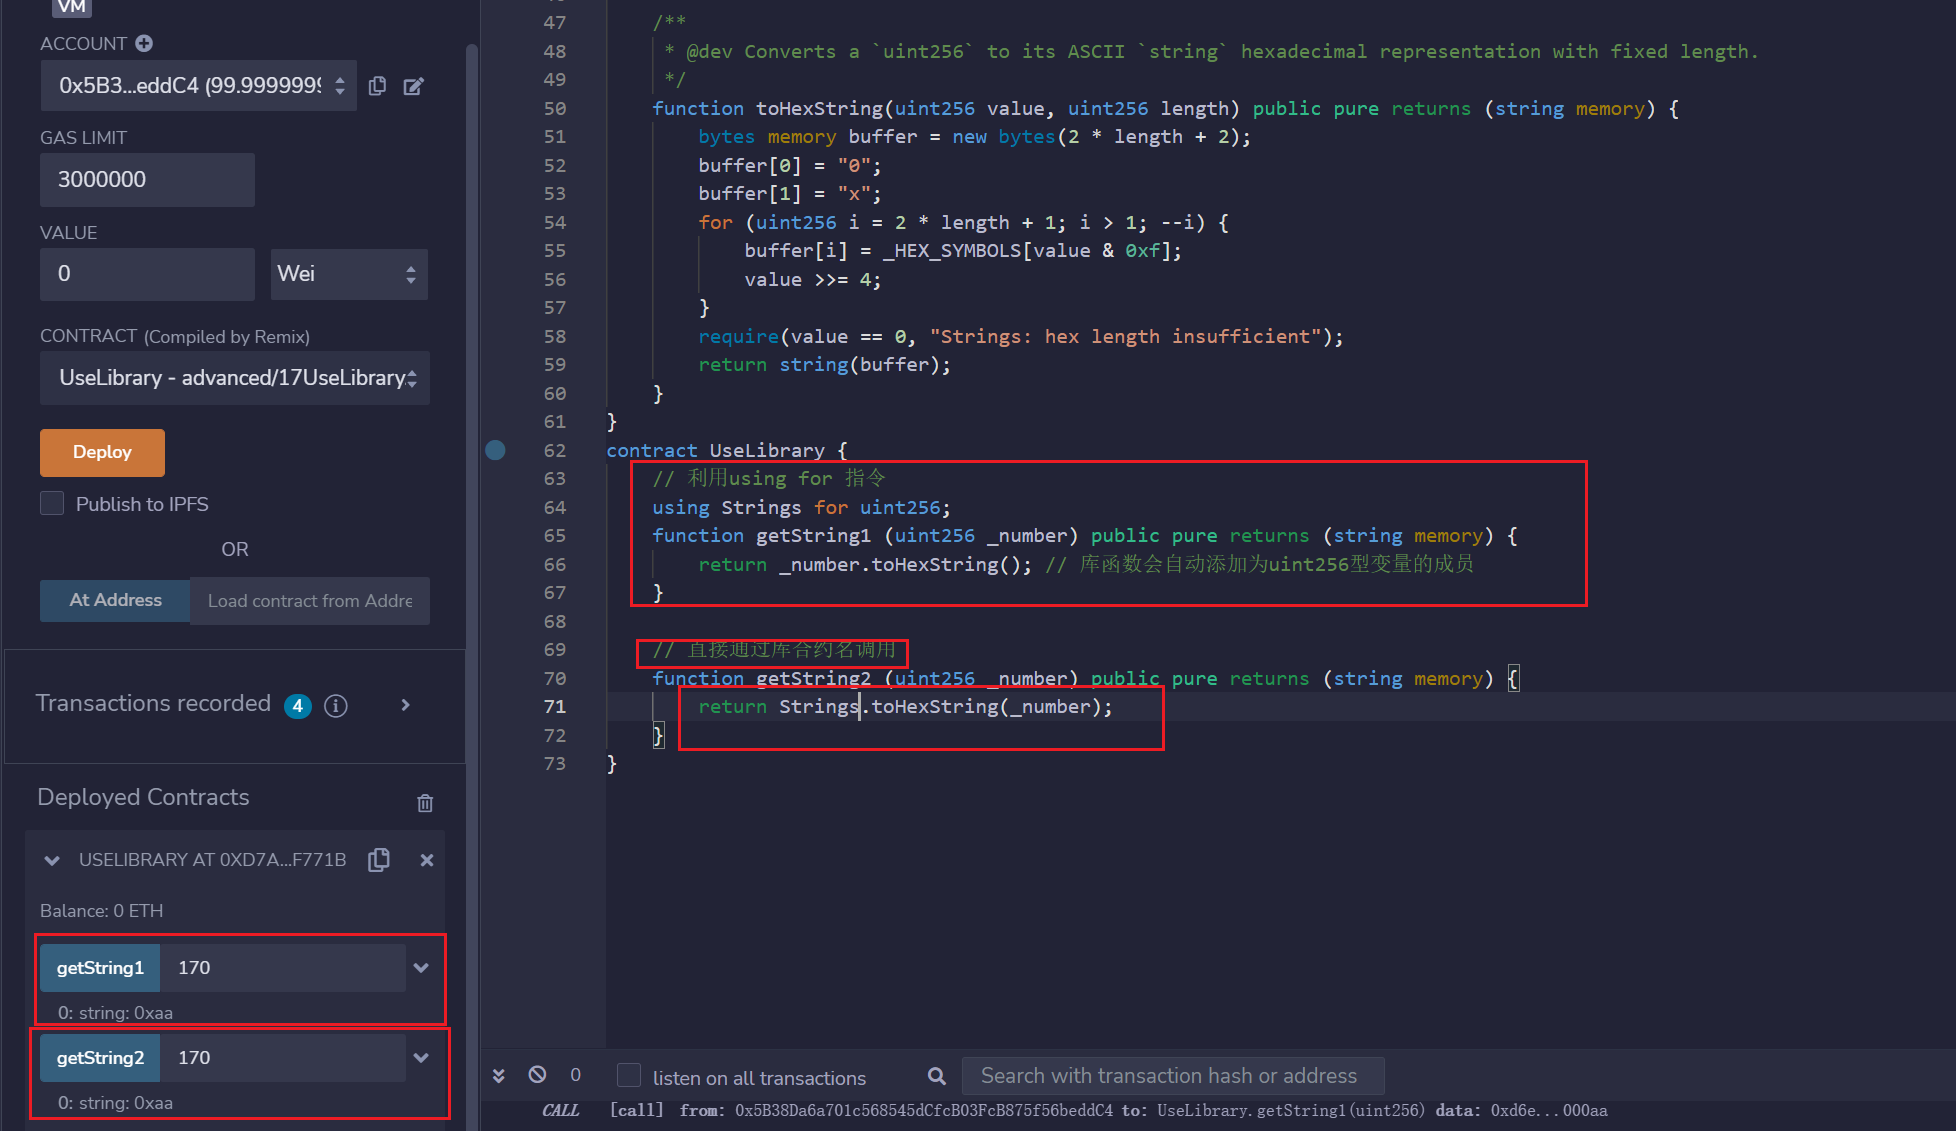 VM
ACCOUNT
0x5B3...eddC4 (99.9999999
GAS LIMIT
3000000
VALUE
0
Wei
CONTRACT (Compiled by Remix)
UseLibrary - advanced/17UseLibrary.
Deploy
Publish to IPFS
OR
At Address
Load contract from Addre
Transactions recorded 4 i
Deployed Contracts
USELIBRARY AT 0XD7A...F771B
Balance: 0 ETH
getString1 170
0: string: 0xaa
getString2 170
0: string: 0xaa
47 /**
48 * @dev Converts a `uint256` to its ASCII `string` hexadecimal representation with fixed length.
49 */
50 function toHexString(uint256 value, uint256 length) public pure returns (string memory) {
51 bytes memory buffer = new bytes(2 * length + 2);
52 buffer[0] = "0";
53 buffer[1] = "x";
54 for (uint256 i = 2 * length + 1; i > 1; --i) {
55 buffer[i] = _HEX_SYMBOLS[value & 0xf];
56 value >>= 4;
57 }
58 require(value == 0, "Strings: hex length insufficient");
59 return string(buffer);
60 }
61 }
62 contract UseLibrary {
63 // 利用using for 指令
64 using Strings for uint256;
65 function getString1 (uint256 _number) public pure returns (string memory) {
66 return _number.toHexString(); // 库函数会自动添加为uint256型变量的成员
67 }
68
69 // 直接通过库合约名调用
70 function getString2 (uint256 _number) public pure returns (string memory) {
71 return Strings.toHexString(_number);
72 }
73 }
0
listen on all transactions
Search with transaction hash or address
CALL [call] from: 0x5B38Da6a701c568545dCfcB03FcB875f56beddC4 to: UseLibrary.getString1(uint256) data: 0xd6e...000aa